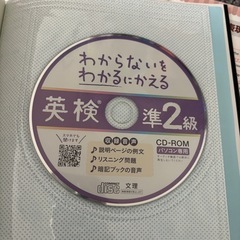 わからないを
わかるにかえる
英検®
準2級
収録音声
説明ページの例文
リスニング問題
暗記ブックの音声
CD-ROM
パソコン専用
文理